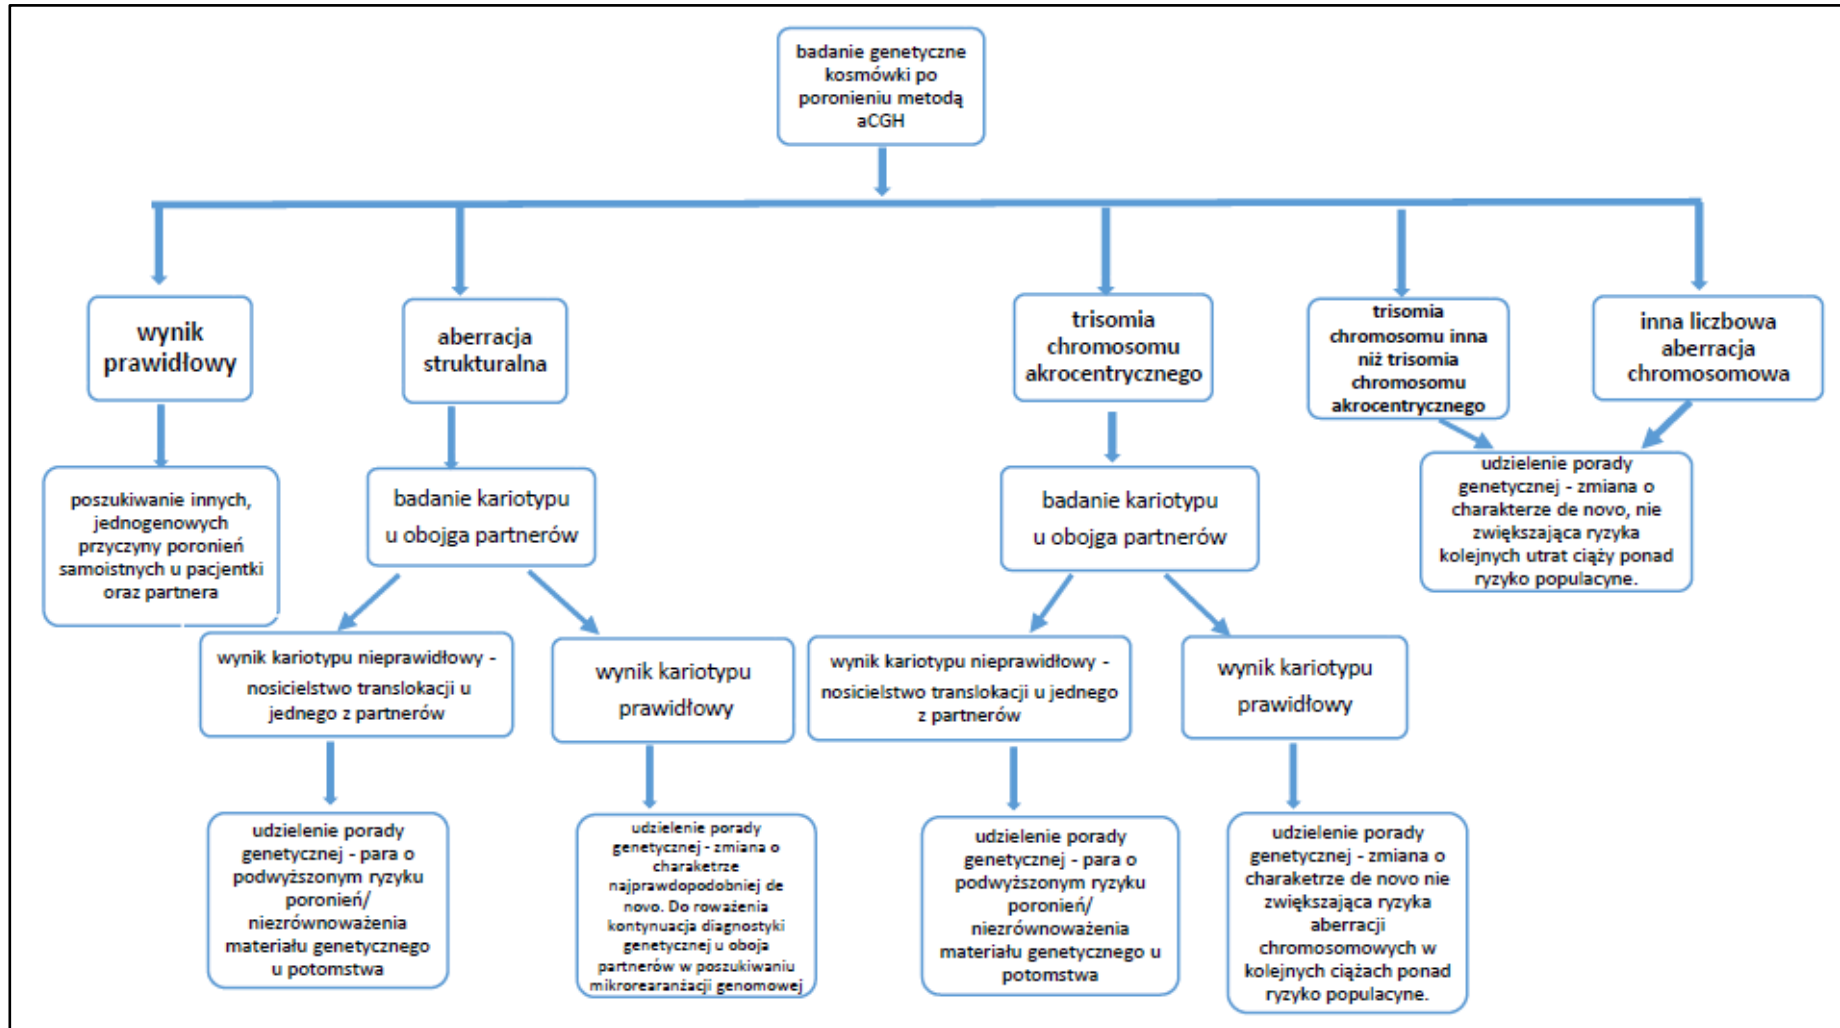 badanie genetyczne
kosmówki po
poronieniu metodą
aCGH
wynik
prawidłowy
aberracja
strukturalna
trisomia
chromosomu
akrocentrycznego
trisomia
chromosomu inna
niż trisomia
chromosomu
akrocentrycznego
inna liczbowa
aberracja
chromosomowa
poszukiwanie innych,
jednogenowych
przyczyny poronień
samoistnych u pacjentki
oraz partnera
badanie kariotypu
u obojga partnerów
badanie kariotypu
u obojga partnerów
udzielenie porady
genetycznej - zmiana o
charakterze de novo, nie
zwiększająca ryzyka
kolejnych utrat ciąży ponad
ryzyko populacyne.
wynik kariotypu nieprawidłowy -
nosicielstwo translokacji u
jednego z partnerów
wynik kariotypu
prawidłowy
wynik kariotypu nieprawidłowy -
nosicielstwo translokacji u jednego
z partnerów
wynik kariotypu
prawidłowy
udzielenie porady
genetycznej - para o
podwyższonym ryzyku
poronień/
niezrównoważenia
materiału genetycznego
u potomstwa
udzielenie porady
genetycznej - zmiana o
charaketrze
najprawdopodobniej de
novo. Do roważenia
kontynuacja diagnostyki
genetycznej u oboja
partnerów w poszukiwaniu
mikrorearanżacji genomowej
udzielenie porady
genetycznej - para o
podwyższonym ryzyku
poronień/
niezrównoważenia
materiału genetycznego u
potomstwa
udzielenie porady
genetycznej - zmiana o
charaketrze de novo nie
zwiększająca ryzyka
aberracji
chromosomowych w
kolejnych ciążach ponad
ryzyko populacyne.